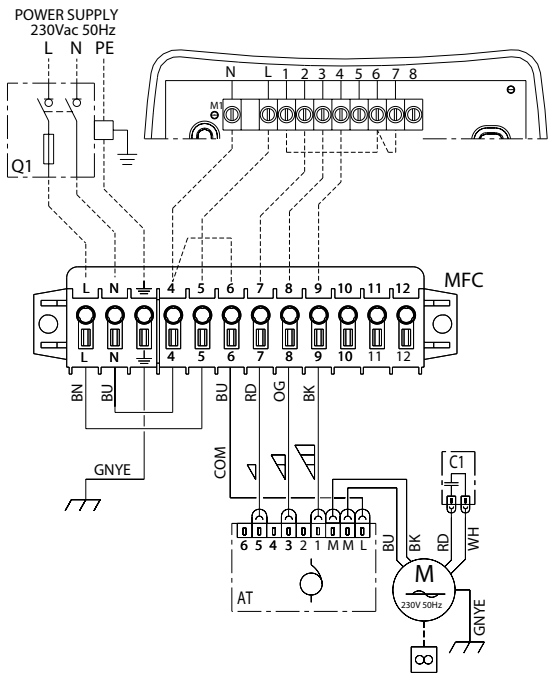 POWER SUPPLY
230Vac 50Hz
L N PE
N L 1 2 3 4 5 6 7 8
M1
Q1
MFC
L N 4 5 6 7 8 9 10 11 12
L N 4 5 6 7 8 9 10 11 12
BN BU BU RD OG BK
GNYE
COM
C1
6 5 4 3 2 1 M M L
AT
BU BK RD WH
M
230V 50Hz
GNYE